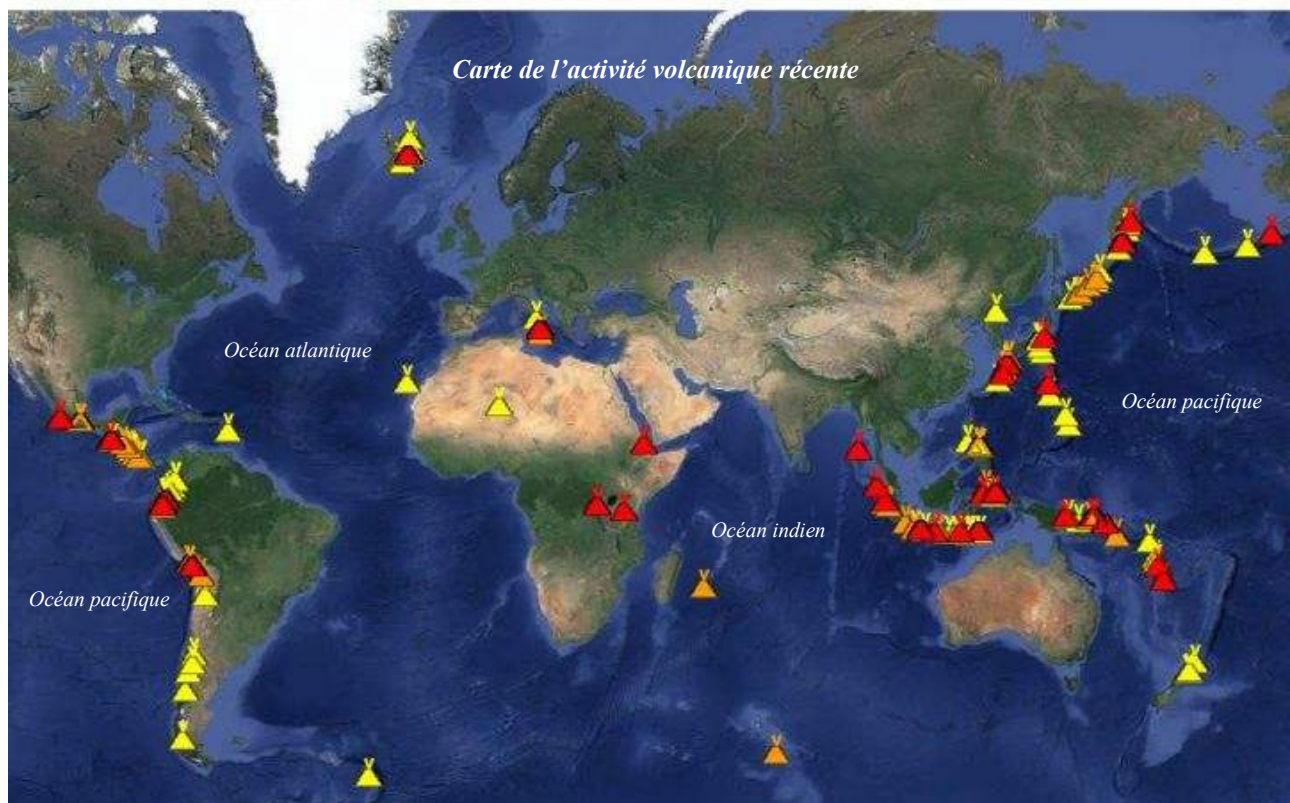 Carte de l’activité volcanique récente
Océan atlantique
Océan pacifique
Océan indien
Océan pacifique